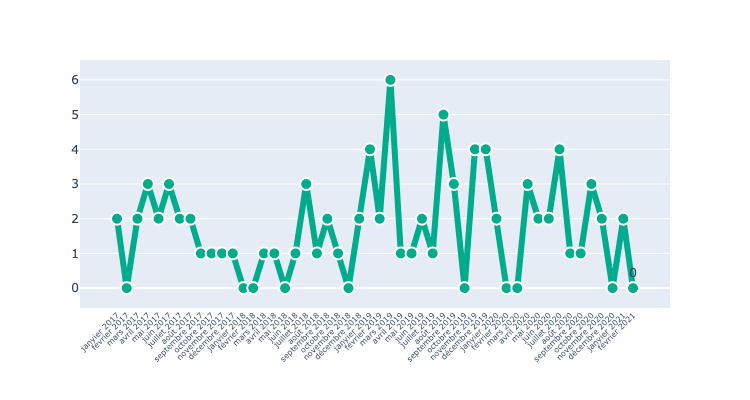 6
5
4
3
2
1
0
0
janvier 2017
février 2017
mars 2017
avril 2017
mai 2017
juin 2017
juillet 2017
août 2017
septembre 2017
octobre 2017
novembre 2017
décembre 2017
janvier 2018
février 2018
mars 2018
avril 2018
mai 2018
juin 2018
juillet 2018
août 2018
septembre 2018
octobre 2018
novembre 2018
décembre 2018
janvier 2019
février 2019
mars 2019
avril 2019
mai 2019
juin 2019
juillet 2019
août 2019
septembre 2019
octobre 2019
novembre 2019
décembre 2019
janvier 2020
février 2020
mars 2020
avril 2020
mai 2020
juin 2020
juillet 2020
août 2020
septembre 2020
octobre 2020
novembre 2020
décembre 2020
janvier 2021
février 2021